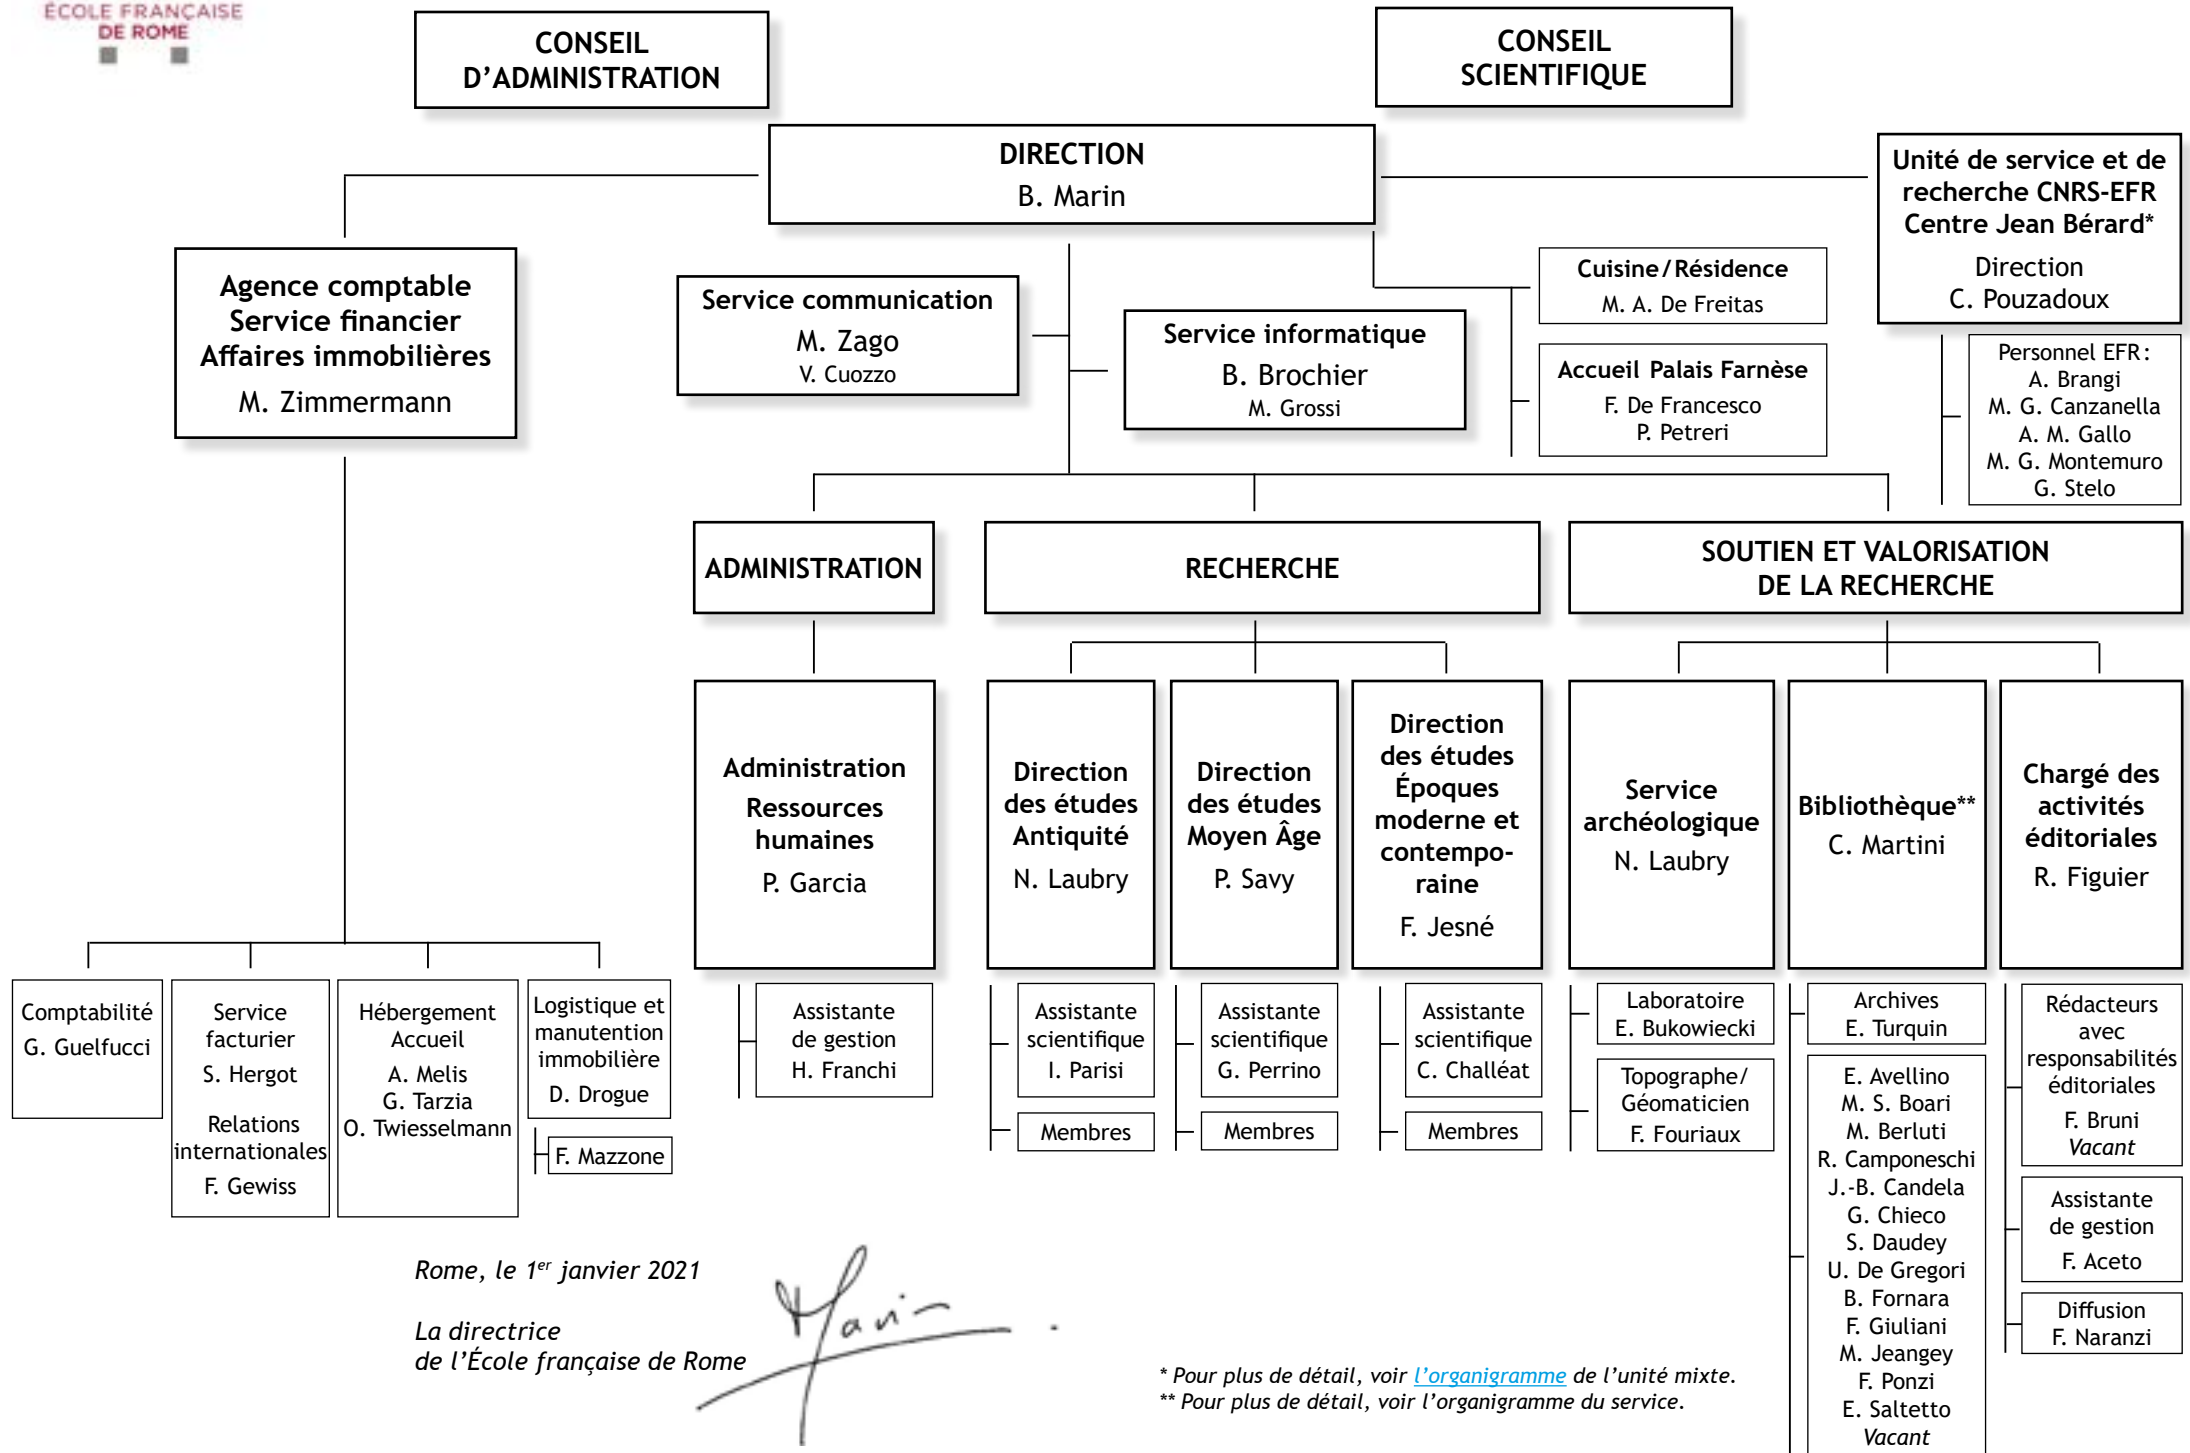 ÉCOLE FRANÇAISE
DE ROME
CONSEIL
D’ADMINISTRATION
CONSEIL
SCIENTIFIQUE
DIRECTION
B. Marin
Unité de service et de
recherche CNRS-EFR
Centre Jean Bérard*
Direction
C. Pouzadoux
Agence comptable
Service financier
Affaires immobilières
M. Zimmermann
Service communication
M. Zago
V. Cuozzo
Service informatique
B. Brochier
M. Grossi
Cuisine/Résidence
M. A. De Freitas
Accueil Palais Farnèse
F. De Francesco
P. Petreri
Personnel EFR:
A. Brangi
M. G. Canzanella
A. M. Gallo
M. G. Montemuro
G. Stelo
ADMINISTRATION
RECHERCHE
SOUTIEN ET VALORISATION
DE LA RECHERCHE
Administration
Ressources
humaines
P. Garcia
Direction
des études
Antiquité
N. Laubry
Direction
des études
Moyen Âge
P. Savy
Direction
des études
Époques
moderne et
contempo-
raine
F. Jesné
Service
archéologique
N. Laubry
Bibliothèque**
C. Martini
Chargé des
activités
éditoriales
R. Figuier
Comptabilité
G. Guelfucci
Service
facturier
S. Hergot
Relations
internationales
F. Gewiss
Hébergement
Accueil
A. Melis
G. Tarzia
O. Twiesselmann
Logistique et
manutention
immobilière
D. Drogue
F. Mazzone
Assistante
de gestion
H. Franchi
Assistante
scientifique
I. Parisi
Membres
Assistante
scientifique
G. Perrino
Membres
Assistante
scientifique
C. Challéat
Membres
Laboratoire
E. Bukowiecki
Topographe/
Géomaticien
F. Fouriaux
Archives
E. Turquin
E. Avellino
M. S. Boari
M. Berluti
R. Camponeschi
J.-B. Candela
G. Chieco
S. Daudey
U. De Gregori
B. Fornara
F. Giuliani
M. Jeangey
F. Ponzi
E. Saltetto
Vacant
Rédacteurs
avec
responsabilités
éditoriales
F. Bruni
Vacant
Assistante
de gestion
F. Aceto
Diffusion
F. Naranzi
Rome, le 1er janvier 2021
La directrice
de l’École française de Rome
Marin
* Pour plus de détail, voir l’organigramme de l’unité mixte.
** Pour plus de détail, voir l’organigramme du service.